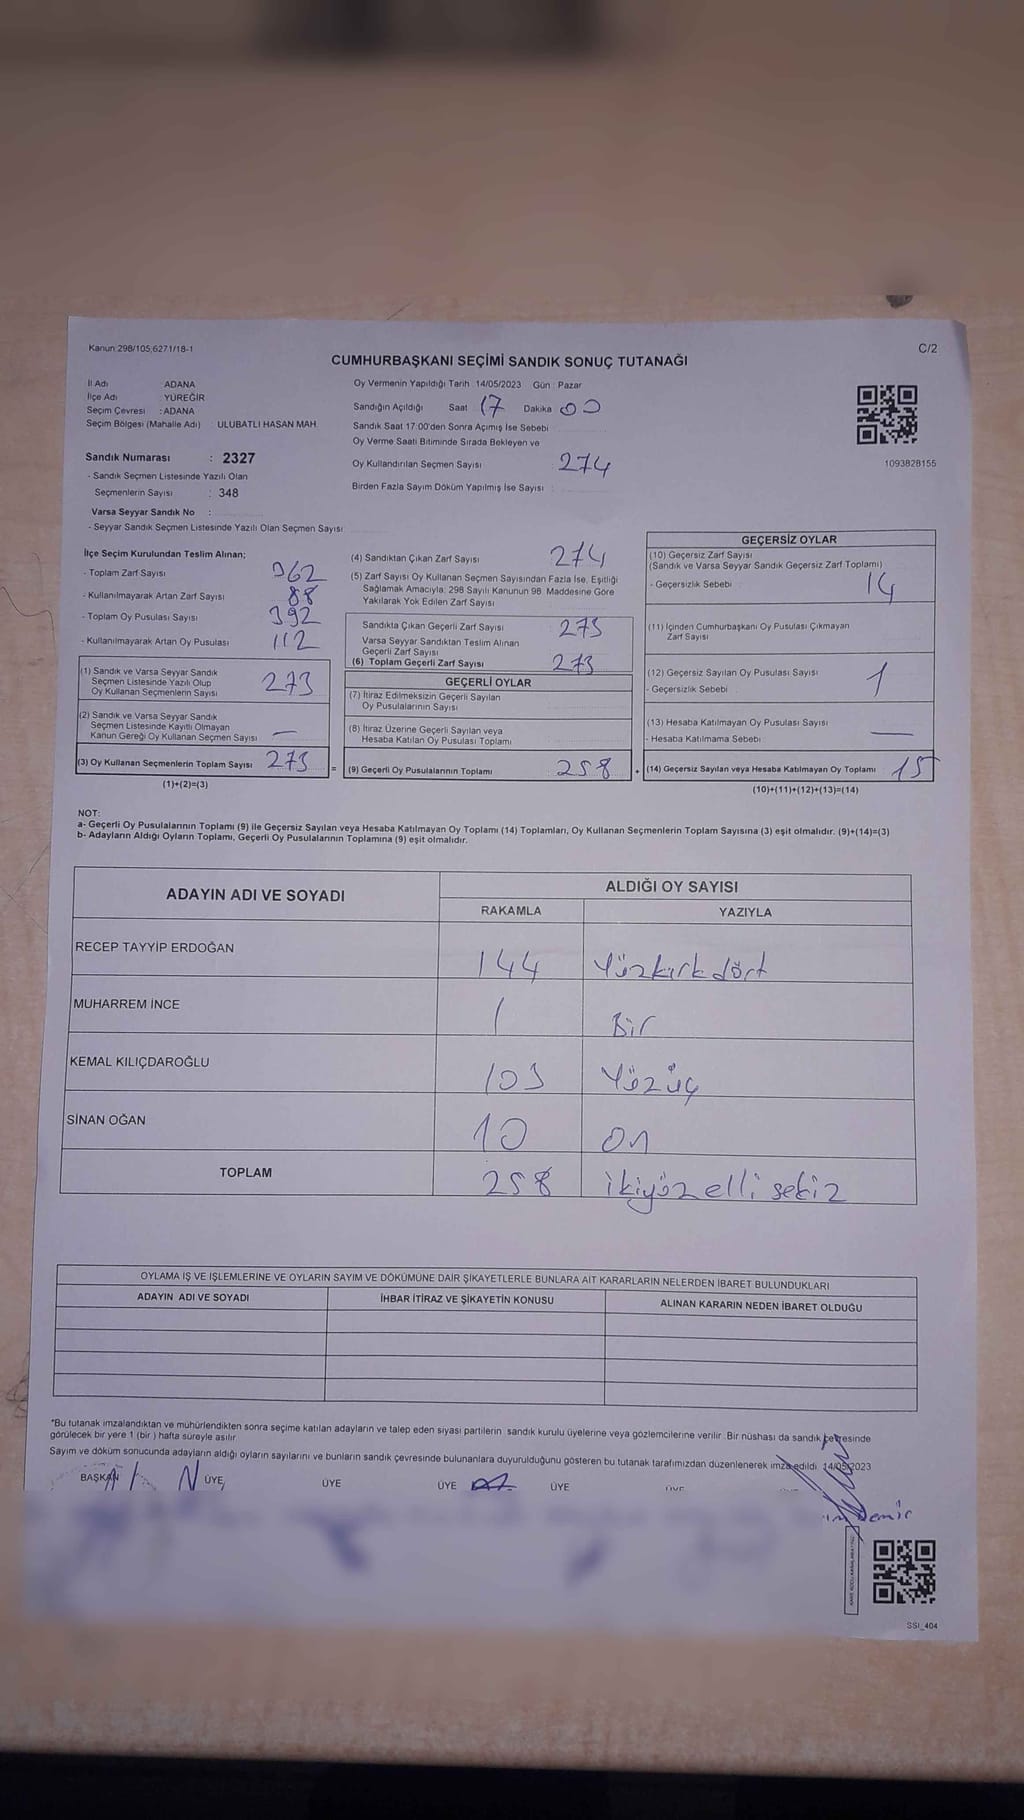 Kanun:298/105;6271/18-1
C/2
CUMHURBAŞKANI SEÇİMİ SANDIK SONUÇ TUTANAĞI
İl Adı ADANA
İlçe Adı : YÜREĞİR
Seçim Çevresi : ADANA
Seçim Bölgesi (Mahalle Adı) : ULUBATLI HASAN MAH.
Sandık Numarası : 2327
- Sandık Seçmen Listesinde Yazılı Olan
Seçmenlerin Sayısı : 348
Varsa Seyyar Sandık No :
- Seyyar Sandık Seçmen Listesinde Yazılı Olan Seçmen Sayısı:
Oy Vermenin Yapıldığı Tarih :14/05/2023 Gün : Pazar
Sandığın Açıldığı Saat 17 Dakika 00
Sandık Saat 17:00'den Sonra Açımış İse Sebebi
Oy Verme Saati Bitiminde Sırada Bekleyen ve
Oy Kullandırılan Seçmen Sayısı 274
Birden Fazla Sayım Döküm Yapılmış İse Sayısı :
1093828155
İlçe Seçim Kurulundan Teslim Alınan;
- Toplam Zarf Sayısı 362
- Kullanılmayarak Artan Zarf Sayısı 88
- Toplam Oy Pusulası Sayısı 392
- Kullanılmayarak Artan Oy Pusulası 112
(1) Sandık ve Varsa Seyyar Sandık
Seçmen Listesinde Yazılı Olup
Oy Kullanan Seçmenlerin Sayısı 273
(2) Sandık ve Varsa Seyyar Sandık
Seçmen Listesinde Kayıtlı Olmayan
Kanun Gereği Oy Kullanan Seçmen Sayısı —
(3) Oy Kullanan Seçmenlerin Toplam Sayısı 273
(1)+(2)=(3)
(4) Sandıktan Çıkan Zarf Sayısı 274
(5) Zarf Sayısı Oy Kullanan Seçmen Sayısından Fazla İse, Eşitliği
Sağlamak Amacıyla; 298 Sayılı Kanunun 98. Maddesine Göre
Yakılarak Yok Edilen Zarf Sayısı
Sandıkta Çıkan Geçerli Zarf Sayısı 273
Varsa Seyyar Sandıktan Teslim Alınan
Geçerli Zarf Sayısı
(6) Toplam Geçerli Zarf Sayısı 273
GEÇERLİ OYLAR
(7) İtiraz Edilmeksizin Geçerli Sayılan
Oy Pusulalarının Sayısı
(8) İtiraz Üzerine Geçerli Sayılan veya
Hesaba Katılan Oy Pusulası Toplamı
= (9) Geçerli Oy Pusulalarının Toplamı 258 +
GEÇERSİZ OYLAR
(10) Geçersiz Zarf Sayısı
(Sandık ve Varsa Seyyar Sandık Geçersiz Zarf Toplamı)
- Geçersizlik Sebebi : 14
(11) İçinden Cumhurbaşkanı Oy Pusulası Çıkmayan
Zarf Sayısı
(12) Geçersiz Sayılan Oy Pusulası Sayısı 1
- Geçersizlik Sebebi :
(13) Hesaba Katılmayan Oy Pusulası Sayısı —
- Hesaba Katılmama Sebebi :
(14) Geçersiz Sayılan veya Hesaba Katılmayan Oy Toplamı 15
(10)+(11)+(12)+(13)=(14)
NOT:
a- Geçerli Oy Pusulalarının Toplamı (9) ile Geçersiz Sayılan veya Hesaba Katılmayan Oy Toplamı (14) Toplamları, Oy Kullanan Seçmenlerin Toplam Sayısına (3) eşit olmalıdır. (9)+(14)=(3)
b- Adayların Aldığı Oyların Toplamı, Geçerli Oy Pusulalarının Toplamına (9) eşit olmalıdır.
ADAYIN ADI VE SOYADI ALDIĞI OY SAYISI
RAKAMLA YAZIYLA
RECEP TAYYİP ERDOĞAN 144 Yüzkırkdört
MUHARREM İNCE 1 Bir
KEMAL KILIÇDAROĞLU 103 Yüzüç
SİNAN OĞAN 10 on
TOPLAM 258 ikiyüz elli sekiz
OYLAMA İŞ VE İŞLEMLERİNE VE OYLARIN SAYIM VE DÖKÜMÜNE DAİR ŞİKAYETLERLE BUNLARA AİT KARARLARIN NELERDEN İBARET BULUNDUKLARI
ADAYIN ADI VE SOYADI İHBAR İTİRAZ VE ŞİKAYETİN KONUSU ALINAN KARARIN NEDEN İBARET OLDUĞU
*Bu tutanak imzalandıktan ve mühürlendikten sonra seçime katılan adayların ve talep eden siyasi partilerin sandık kurulu üyelerine veya gözlemcilerine verilir. Bir nüshası da sandık çevresinde
görülecek bir yere 1 (bir ) hafta süreyle asılır.
Sayım ve döküm sonucunda adayların aldığı oyların sayılarını ve bunların sandık çevresinde bulunanlara duyurulduğunu gösteren bu tutanak tarafımızdan düzenlenerek imza edildi. 14/05/2023
BAŞKAN ÜYE ÜYE ÜYE ÜYE
Demir
SSI_404